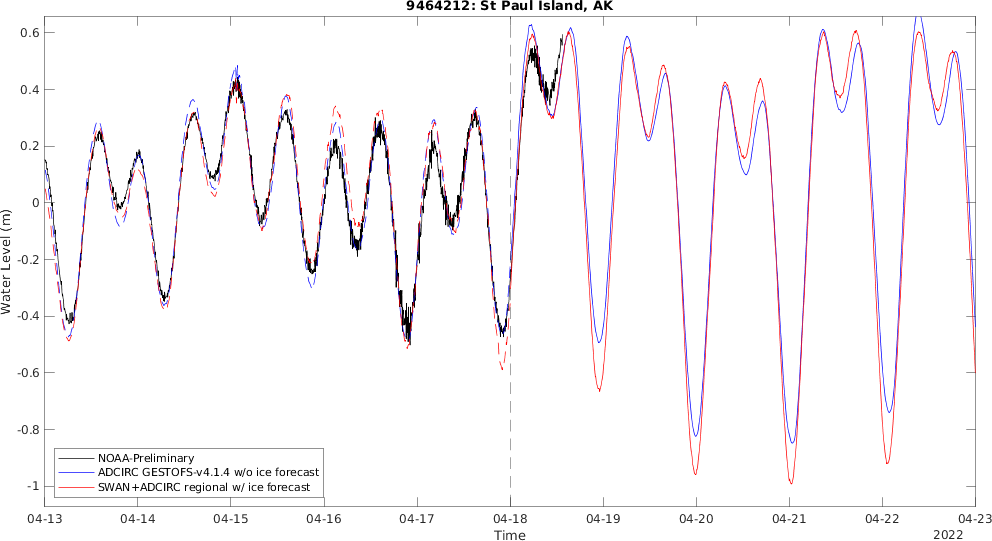 9464212: St Paul Island, AK
0.6
0.4
0.2
0
-0.2
-0.4
-0.6
-0.8
-1
Water Level (m)
NOAA-Preliminary
ADCIRC GESTOFS-v4.1.4 w/o ice forecast
SWAN+ADCIRC regional w/ ice forecast
04-13 04-14 04-15 04-16 04-17 04-18 04-19 04-20 04-21 04-22 04-23
Time 2022